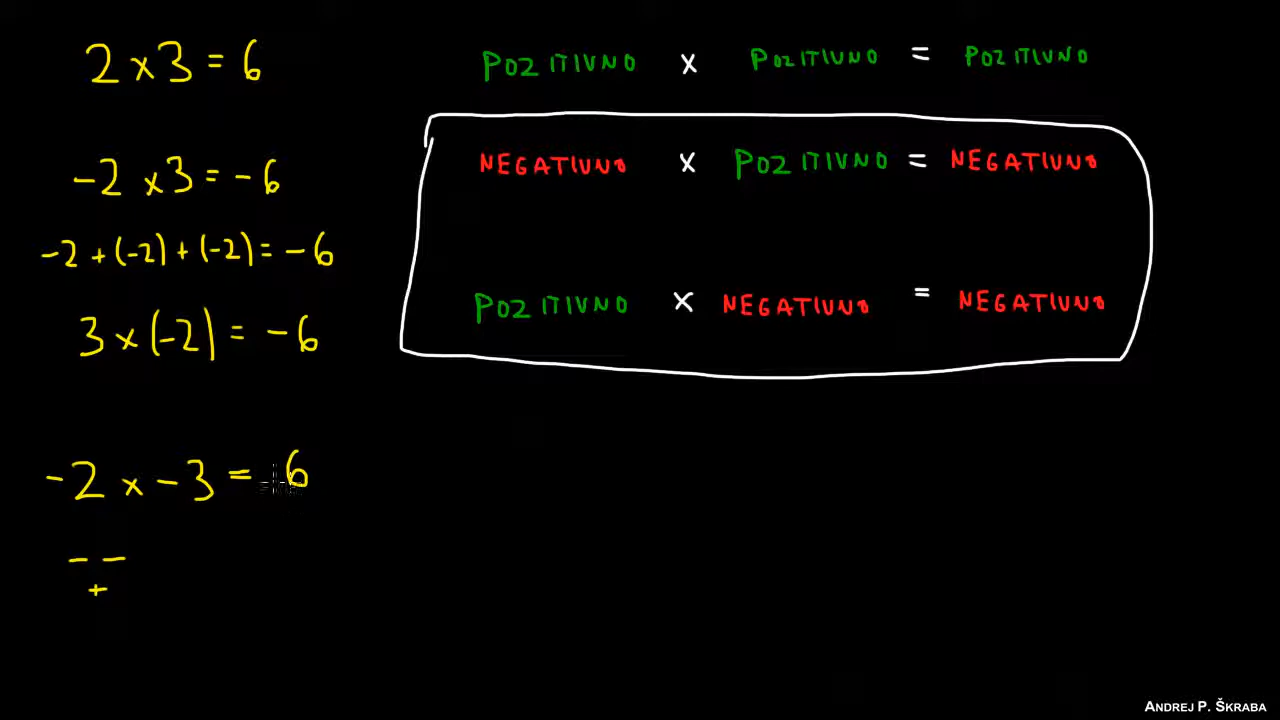 2 x 3 = 6
POZITIVNO x POZITIVNO = POZITIVNO
-2 x 3 = -6
NEGATIVNO x POZITIVNO = NEGATIVNO
-2 + (-2) + (-2) = -6
3 x (-2) = -6
POZITIVNO x NEGATIVNO = NEGATIVNO
-2 x -3 = 6
- -
+
ANDREJ P. ŠKRABA